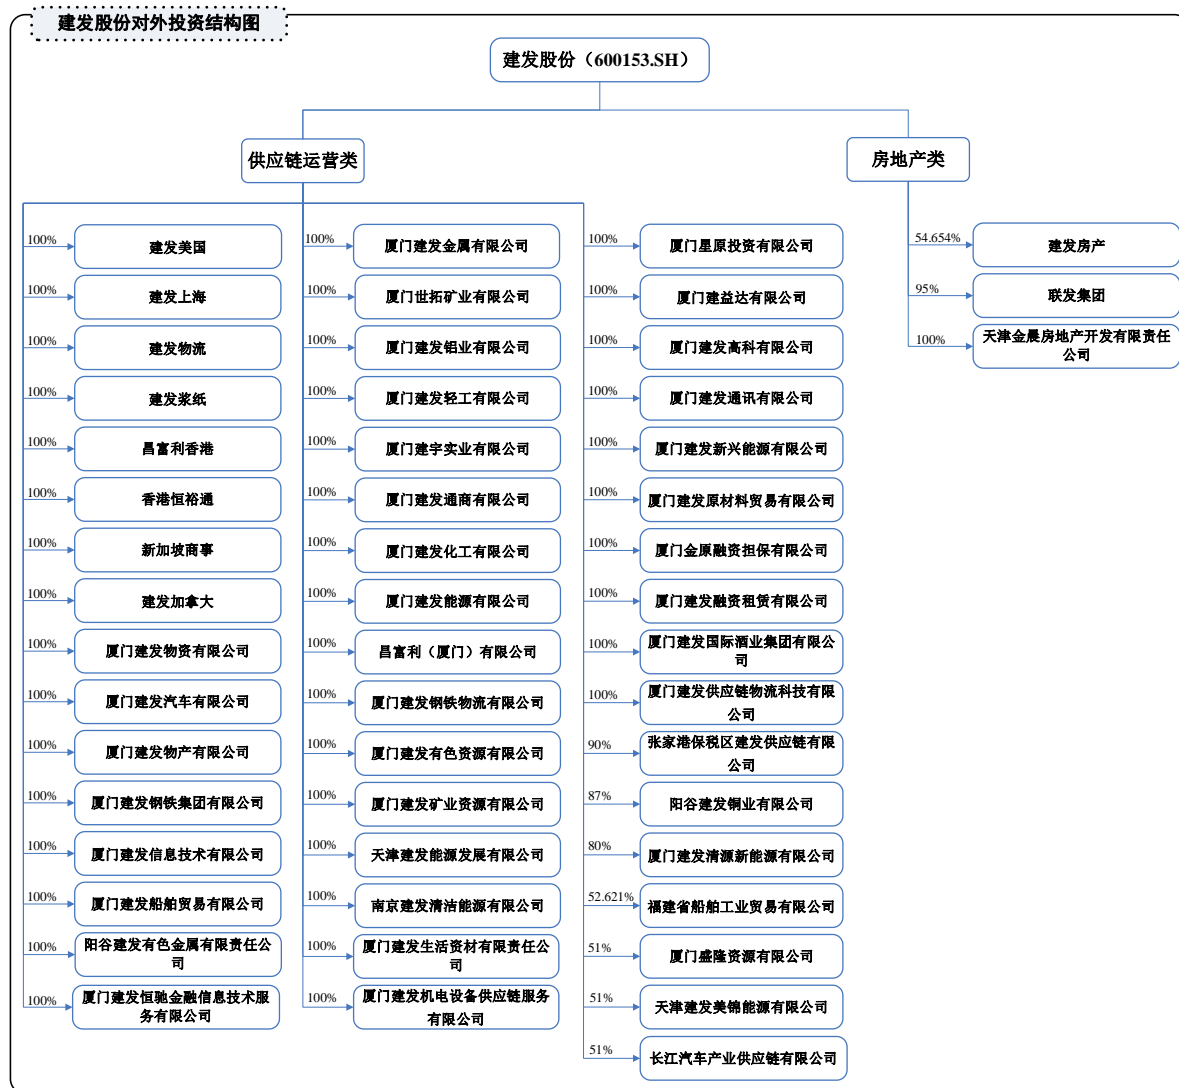 建发股份对外投资结构图
建发股份（600153.SH）
供应链运营类
房地产类
100%
建发美国
100%
建发上海
100%
建发物流
100%
建发浆纸
100%
昌富利香港
100%
香港恒裕通
100%
新加坡商事
100%
建发加拿大
100%
厦门建发物资有限公司
100%
厦门建发汽车有限公司
100%
厦门建发物产有限公司
100%
厦门建发钢铁集团有限公司
100%
厦门建发信息技术有限公司
100%
厦门建发船舶贸易有限公司
100%
阳谷建发有色金属有限责任公
司
100%
厦门建发恒驰金融信息技术服
务有限公司
100%
厦门建发金属有限公司
100%
厦门世拓矿业有限公司
100%
厦门建发铝业有限公司
100%
厦门建发轻工有限公司
100%
厦门建宇实业有限公司
100%
厦门建发通商有限公司
100%
厦门建发化工有限公司
100%
厦门建发能源有限公司
100%
昌富利（厦门）有限公司
100%
厦门建发钢铁物流有限公司
100%
厦门建发有色资源有限公司
100%
厦门建发矿业资源有限公司
100%
天津建发能源发展有限公司
100%
南京建发清洁能源有限公司
100%
厦门建发生活资材有限责任公
司
100%
厦门建发机电设备供应链服务
有限公司
100%
厦门星原投资有限公司
100%
厦门建益达有限公司
100%
厦门建发高科有限公司
100%
厦门建发通讯有限公司
100%
厦门建发新兴能源有限公司
100%
厦门建发原材料贸易有限公司
100%
厦门金原融资担保有限公司
100%
厦门建发融资租赁有限公司
100%
厦门建发国际酒业集团有限公
司
100%
厦门建发供应链物流科技有限
公司
90%
张家港保税区建发供应链有限
公司
87%
阳谷建发铜业有限公司
80%
厦门建发清源新能源有限公司
52.621%
福建省船舶工业贸易有限公司
51%
厦门盛隆资源有限公司
51%
天津建发美锦能源有限公司
51%
长江汽车产业供应链有限公司
54.654%
建发房产
95%
联发集团
100%
天津金晨房地产开发有限责任
公司